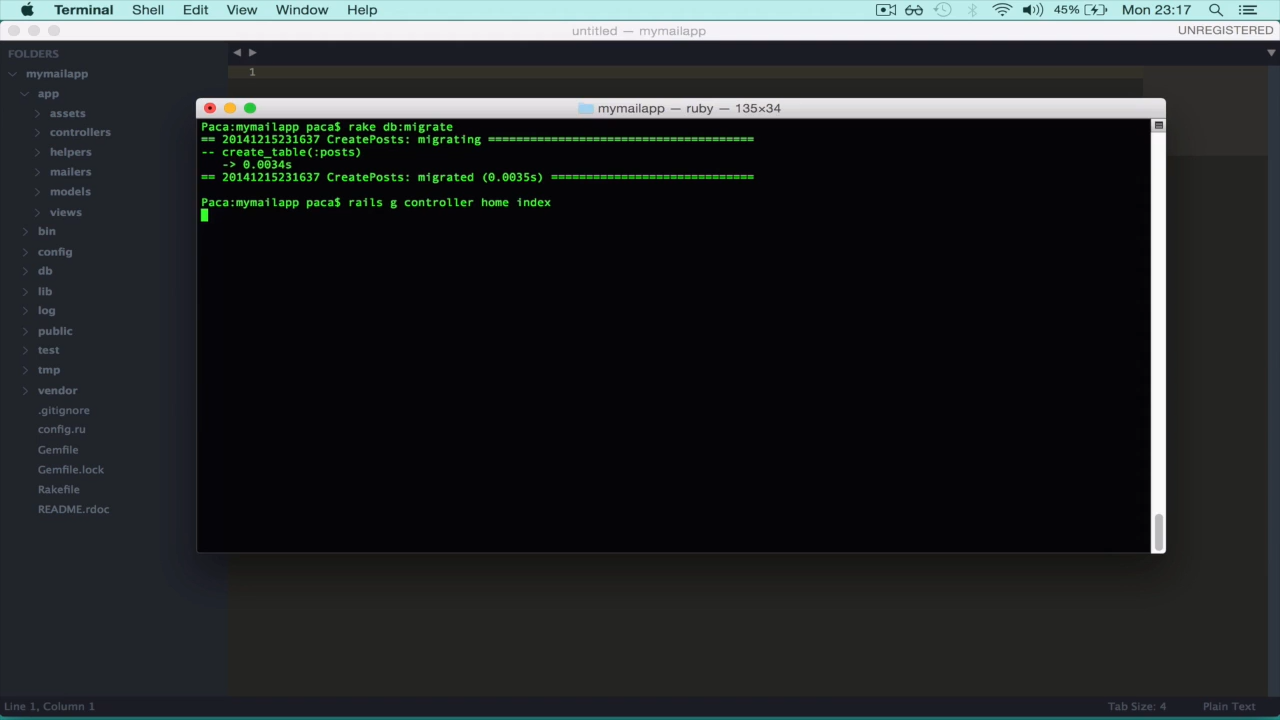 Terminal Shell Edit View Window Help 45% Mon 23:17
untitled — mymailapp UNREGISTERED
FOLDERS
mymailapp
app
assets
controllers
helpers
mailers
models
views
bin
config
db
lib
log
public
test
tmp
vendor
.gitignore
config.ru
Gemfile
Gemfile.lock
Rakefile
README.rdoc
1
mymailapp — ruby — 135×34
Paca:mymailapp paca$ rake db:migrate
== 20141215231637 CreatePosts: migrating ======================================
-- create_table(:posts)
-> 0.0034s
== 20141215231637 CreatePosts: migrated (0.0035s) =============================
Paca:mymailapp paca$ rails g controller home index
Line 1, Column 1 Tab Size: 4 Plain Text